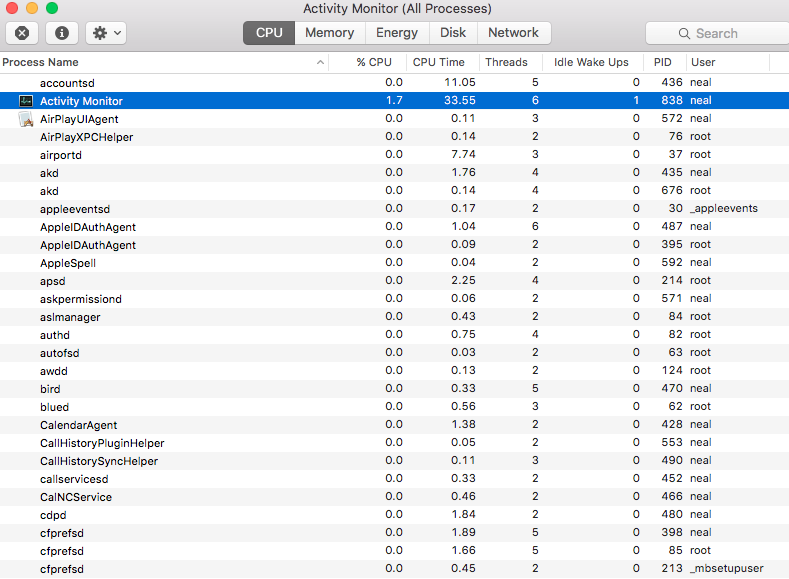 Activity Monitor (All Processes)
CPU Memory Energy Disk Network Search
Process Name % CPU CPU Time Threads Idle Wake Ups PID User
accountsd 0.0 11.05 5 0 436 neal
Activity Monitor 1.7 33.55 6 1 838 neal
AirPlayUIAgent 0.0 0.11 3 0 572 neal
AirPlayXPCHelper 0.0 0.14 2 0 76 root
airportd 0.0 7.74 3 0 37 root
akd 0.0 1.76 4 0 435 neal
akd 0.0 0.14 4 0 676 root
appleeventsd 0.0 0.17 2 0 30 _appleevents
AppleIDAuthAgent 0.0 1.04 6 0 487 neal
AppleIDAuthAgent 0.0 0.09 2 0 395 root
AppleSpell 0.0 0.04 2 0 592 neal
apsd 0.0 2.25 4 0 214 root
askpermissiond 0.0 0.06 2 0 571 neal
aslmanager 0.0 0.43 2 0 84 root
authd 0.0 0.75 4 0 82 root
autofsd 0.0 0.03 2 0 63 root
awdd 0.0 0.13 2 0 124 root
bird 0.0 0.33 5 0 470 neal
blued 0.0 0.56 3 0 62 root
CalendarAgent 0.0 1.38 2 0 428 neal
CallHistoryPluginHelper 0.0 0.05 2 0 553 neal
CallHistorySyncHelper 0.0 0.11 3 0 490 neal
callservicesd 0.0 0.33 2 0 452 neal
CalNCService 0.0 0.46 2 0 466 neal
cdpd 0.0 1.84 2 0 480 neal
cfprefsd 0.0 1.89 5 0 398 neal
cfprefsd 0.0 1.66 5 0 85 root
cfprefsd 0.0 0.45 2 0 213 _mbsetupuser